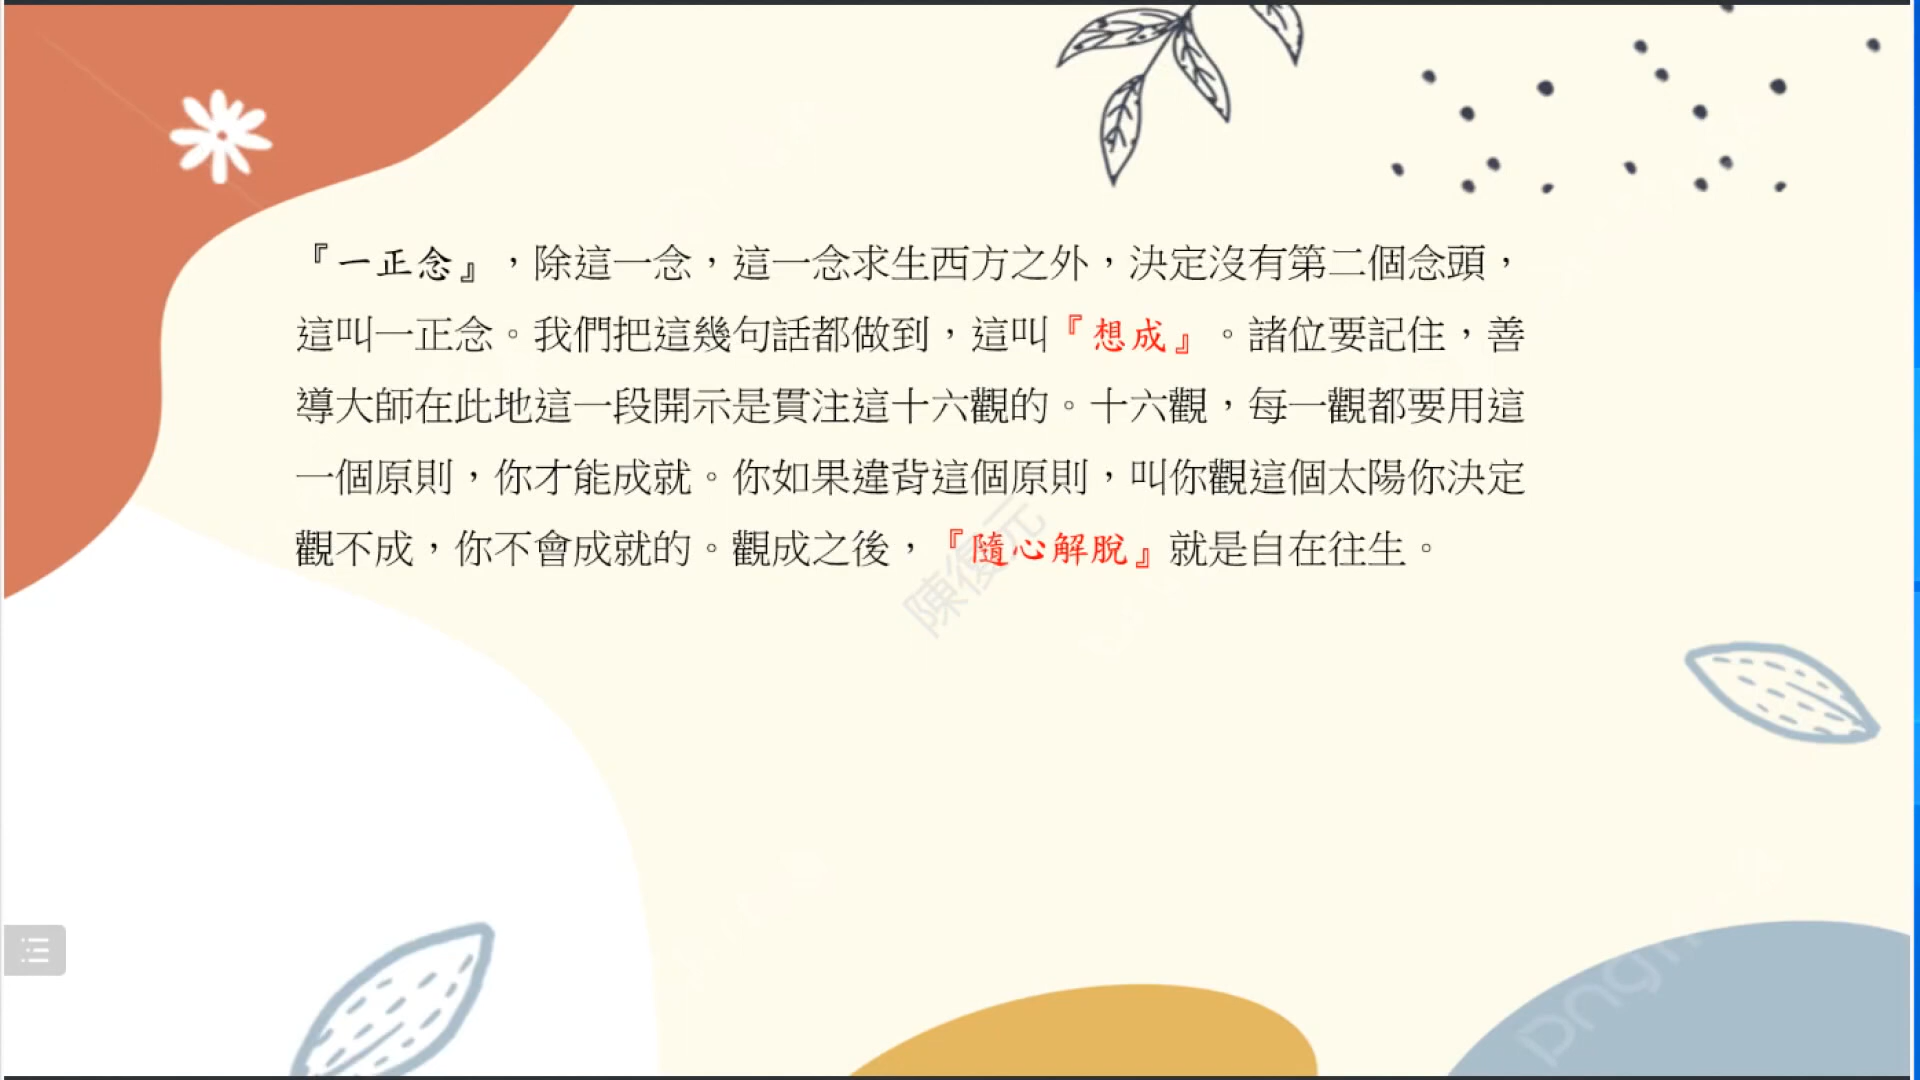 『一正念』，除這一念，這一念求生西方之外，決定沒有第二個念頭，
這叫一正念。我們把這幾句話都做到，這叫『想成』。諸位要記住，善
導大師在此地這一段開示是貫注這十六觀的。十六觀，每一觀都要用這
一個原則，你才能成就。你如果違背這個原則，叫你觀這個太陽你決定
觀不成，你不會成就的。觀成之後，『隨心解脫』就是自在往生。
陳復元